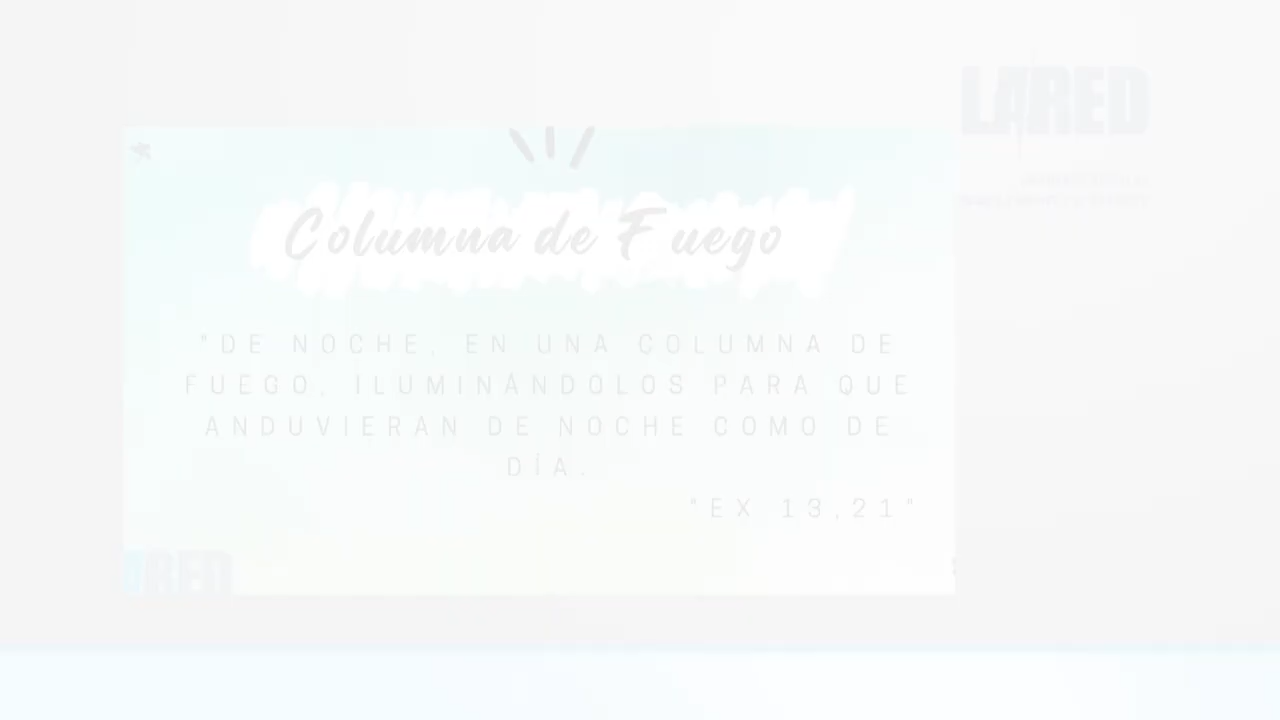 LARED
Columna de Fuego
"DE NOCHE, EN UNA COLUMNA DE
FUEGO, ILUMINÁNDOLOS PARA QUE
ANDUVIERAN DE NOCHE COMO DE
DÍA.
"EX 13,21"
RED